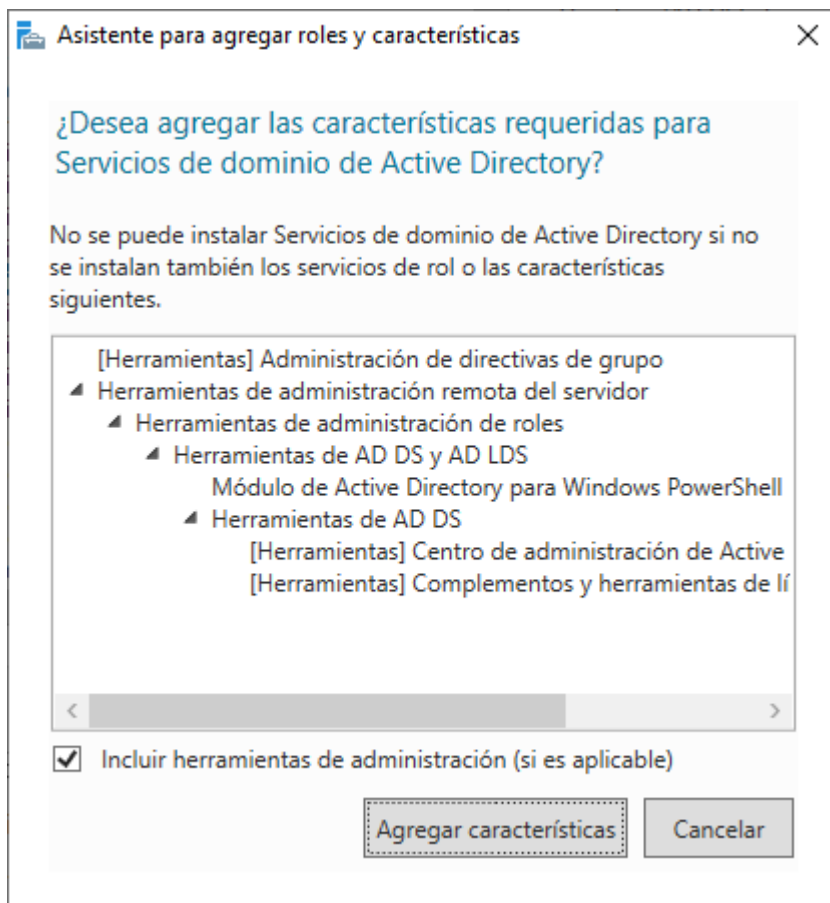 Asistente para agregar roles y características
¿Desea agregar las características requeridas para
Servicios de dominio de Active Directory?
No se puede instalar Servicios de dominio de Active Directory si no
se instalan también los servicios de rol o las características
siguientes.
[Herramientas] Administración de directivas de grupo
Herramientas de administración remota del servidor
Herramientas de administración de roles
Herramientas de AD DS y AD LDS
Módulo de Active Directory para Windows PowerShell
Herramientas de AD DS
[Herramientas] Centro de administración de Active
[Herramientas] Complementos y herramientas de lí
Incluir herramientas de administración (si es aplicable)
Agregar características Cancelar